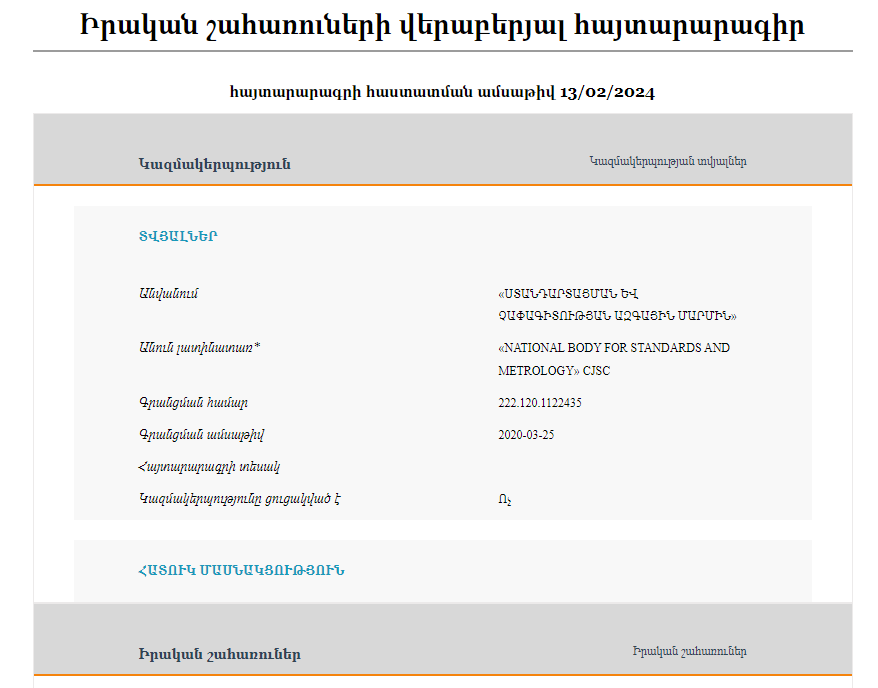 Իրական շահառուների վերաբերյալ հայտարարագիր
հայտարարագրի հաստատման ամսաթիվ 13/02/2024
Կազմակերպություն
Կազմակերպության տվյալներ
ՏՎՅԱԼՆԵՐ
Անվանում
«ՍՏԱՆԴԱՐՏԱՑՄԱՆ ԵՎ
ՉԱՓԱԳԻՏՈՒԹՅԱՆ ԱԶԳԱՅԻՆ ՄԱՐՄԻՆ»
Անուն լատինատառ*
«NATIONAL BODY FOR STANDARDS AND
METROLOGY» CJSC
Գրանցման համար
222.120.1122435
Գրանցման ամսաթիվ
2020-03-25
Հայտարարագրի տեսակ
Կազմակերպությունը ցուցակված է
Ոչ
ՀԱՏՈՒԿ ՄԱՍՆԱԿՑՈՒԹՅՈՒՆ
Իրական շահառուներ
Իրական շահառուներ